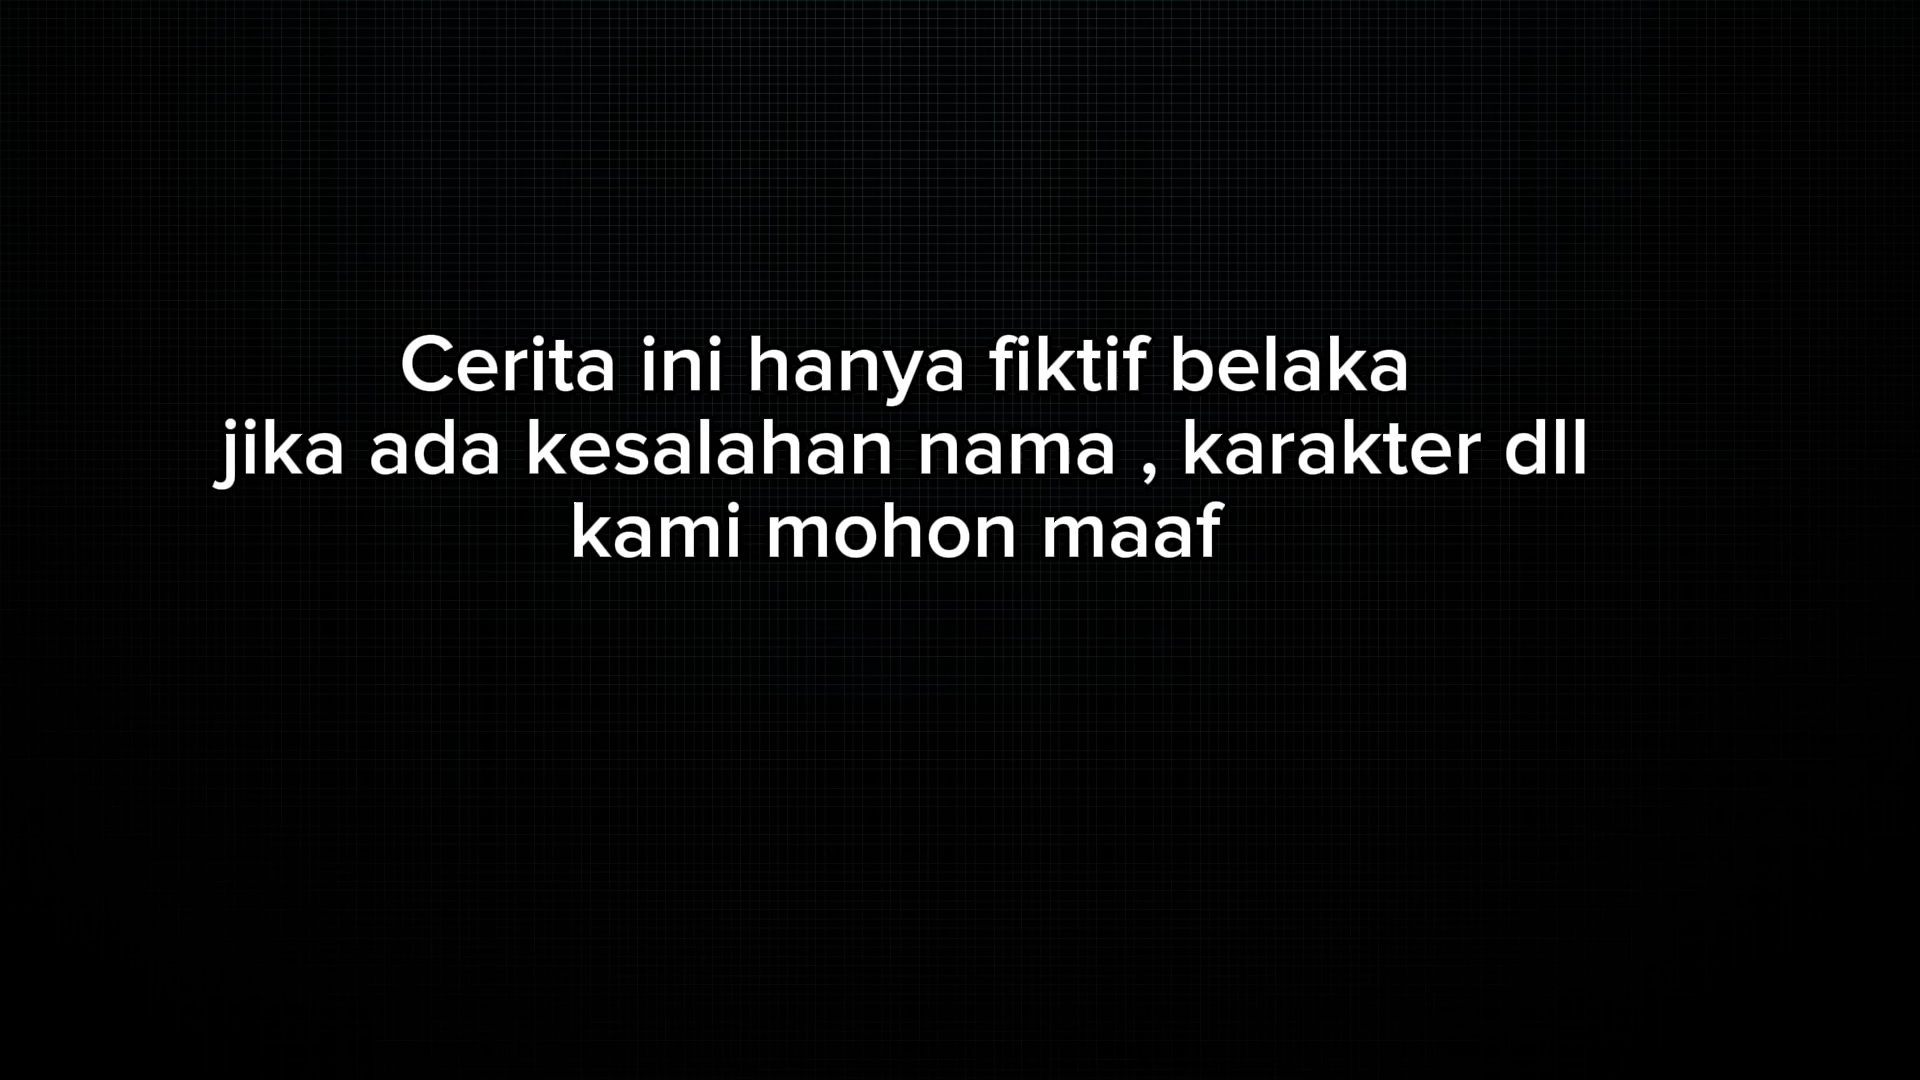 Cerita ini hanya fiktif belaka
jika ada kesalahan nama , karakter dll
kami mohon maaf